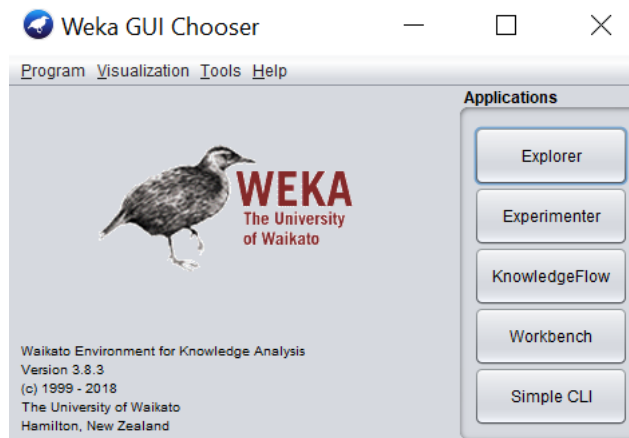 Weka GUI Chooser
Program Visualization Tools Help
Applications
Explorer
Experimenter
KnowledgeFlow
Workbench
Simple CLI
WEKA
The University
of Waikato
Waikato Environment for Knowledge Analysis
Version 3.8.3
(c) 1999 - 2018
The University of Waikato
Hamilton, New Zealand